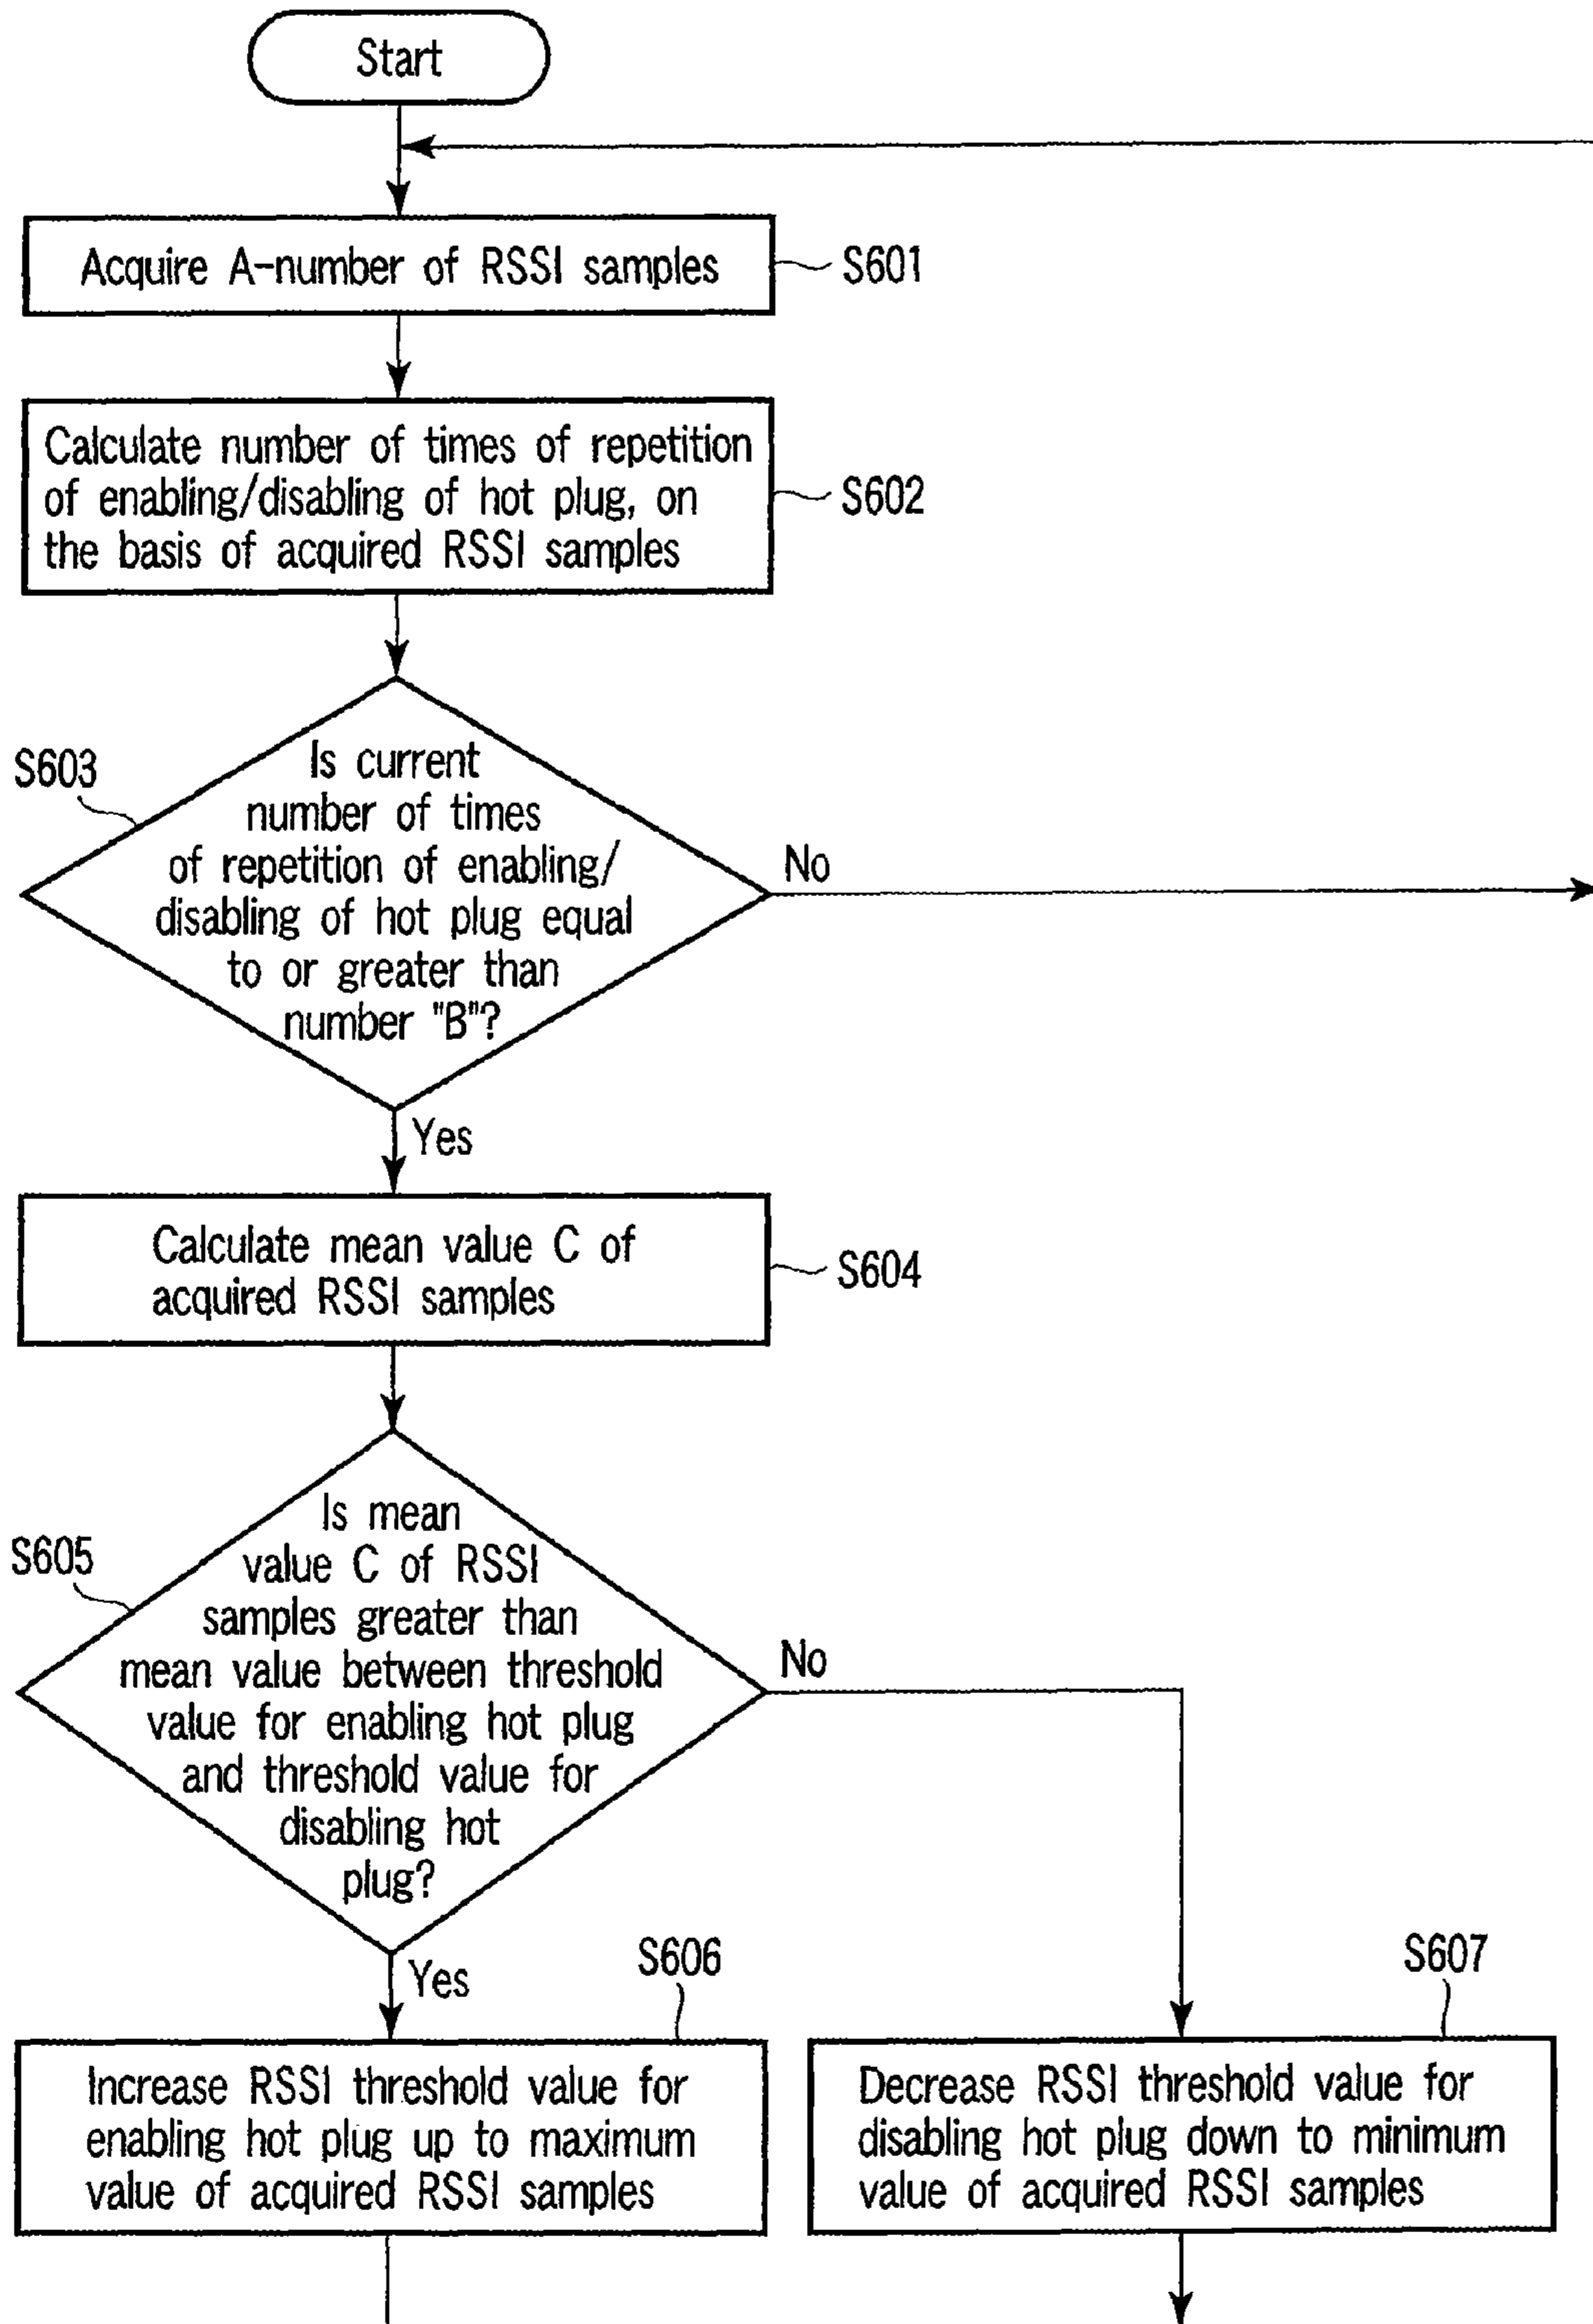 Start
Acquire A-number of RSSI samples
S601
Calculate number of times of repetition
of enabling/disabling of hot plug, on
the basis of acquired RSSI samples
S602
S603
Is current
number of times
of repetition of enabling/
disabling of hot plug equal
to or greater than
number "B"?
No
Yes
Calculate mean value C of
acquired RSSI samples
S604
S605
Is mean
value C of RSSI
samples greater than
mean value between threshold
value for enabling hot plug
and threshold value for
disabling hot
plug?
No
Yes
S606
Increase RSSI threshold value for
enabling hot plug up to maximum
value of acquired RSSI samples
S607
Decrease RSSI threshold value for
disabling hot plug down to minimum
value of acquired RSSI samples